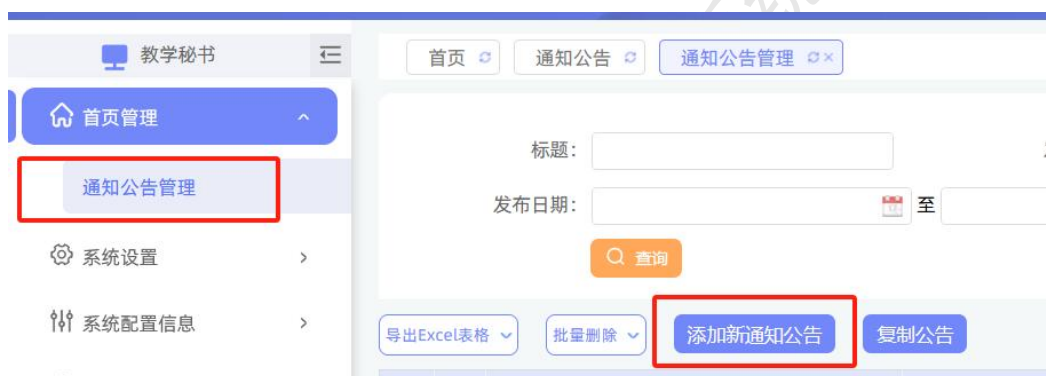 教学秘书
首页 通知公告 通知公告管理
首页管理
标题：
通知公告管理
发布日期： 至
系统设置
查询
系统配置信息
导出Excel表格 批量删除 添加新通知公告 复制公告